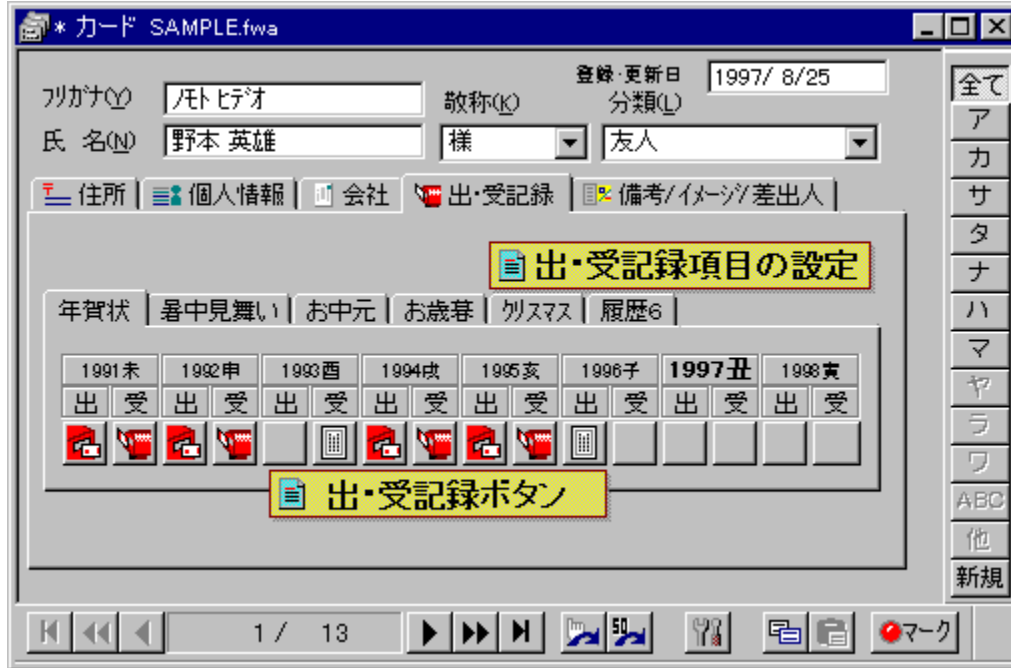 * カード SAMPLE.fwa
登録・更新日 1997/ 8/25
フリガナ(Y) ノモト ヒデオ 敬称(K) 分類(L)
氏 名(N) 野本 英雄 様 友人
住所 個人情報 会社 出・受記録 備考/イメージ/差出人
出・受記録項目の設定
年賀状 暑中見舞い お中元 お歳暮 クリスマス 履歴6
1991未 1992申 1993酉 1994戌 1995亥 1996子 1997丑 1998寅
出 受 出 受 出 受 出 受 出 受 出 受 出 受 出 受
出・受記録ボタン
1 / 13
50
マーク
全て
ア
カ
サ
タ
ナ
ハ
マ
ヤ
ラ
ワ
ABC
他
新規